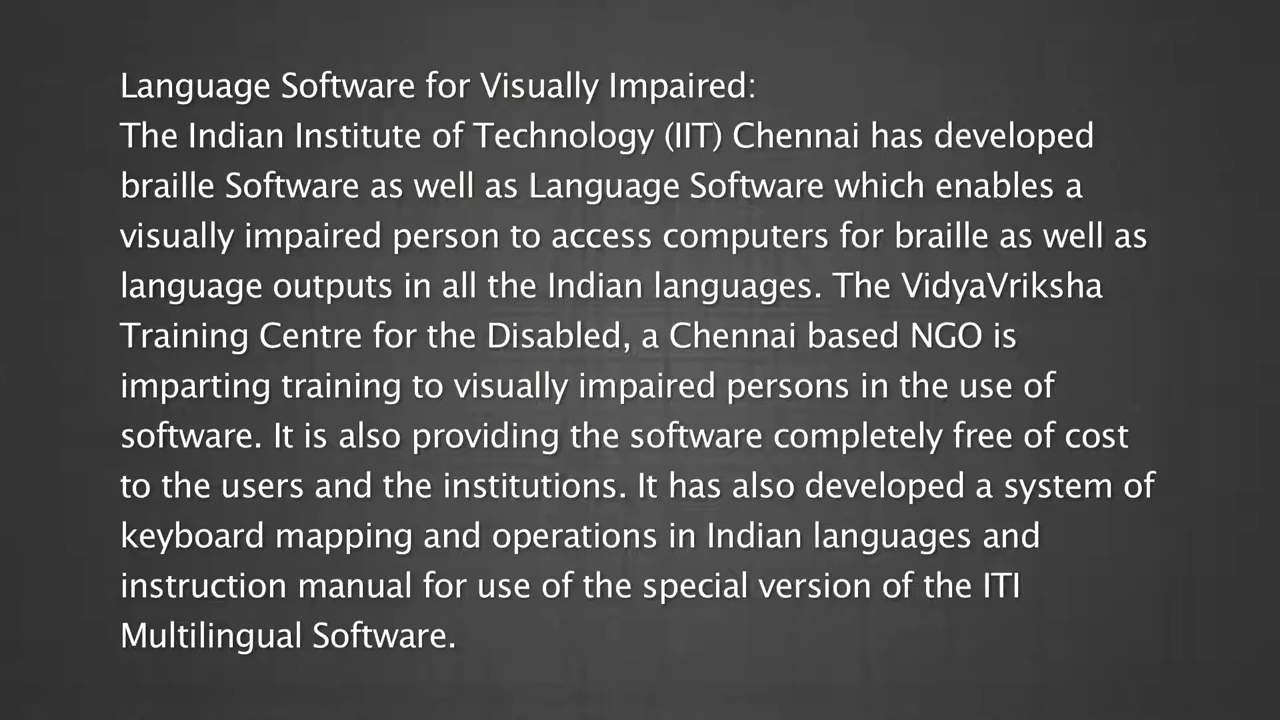 Language Software for Visually Impaired:
The Indian Institute of Technology (IIT) Chennai has developed
braille Software as well as Language Software which enables a
visually impaired person to access computers for braille as well as
language outputs in all the Indian languages. The VidyaVriksha
Training Centre for the Disabled, a Chennai based NGO is
imparting training to visually impaired persons in the use of
software. It is also providing the software completely free of cost
to the users and the institutions. It has also developed a system of
keyboard mapping and operations in Indian languages and
instruction manual for use of the special version of the ITI
Multilingual Software.